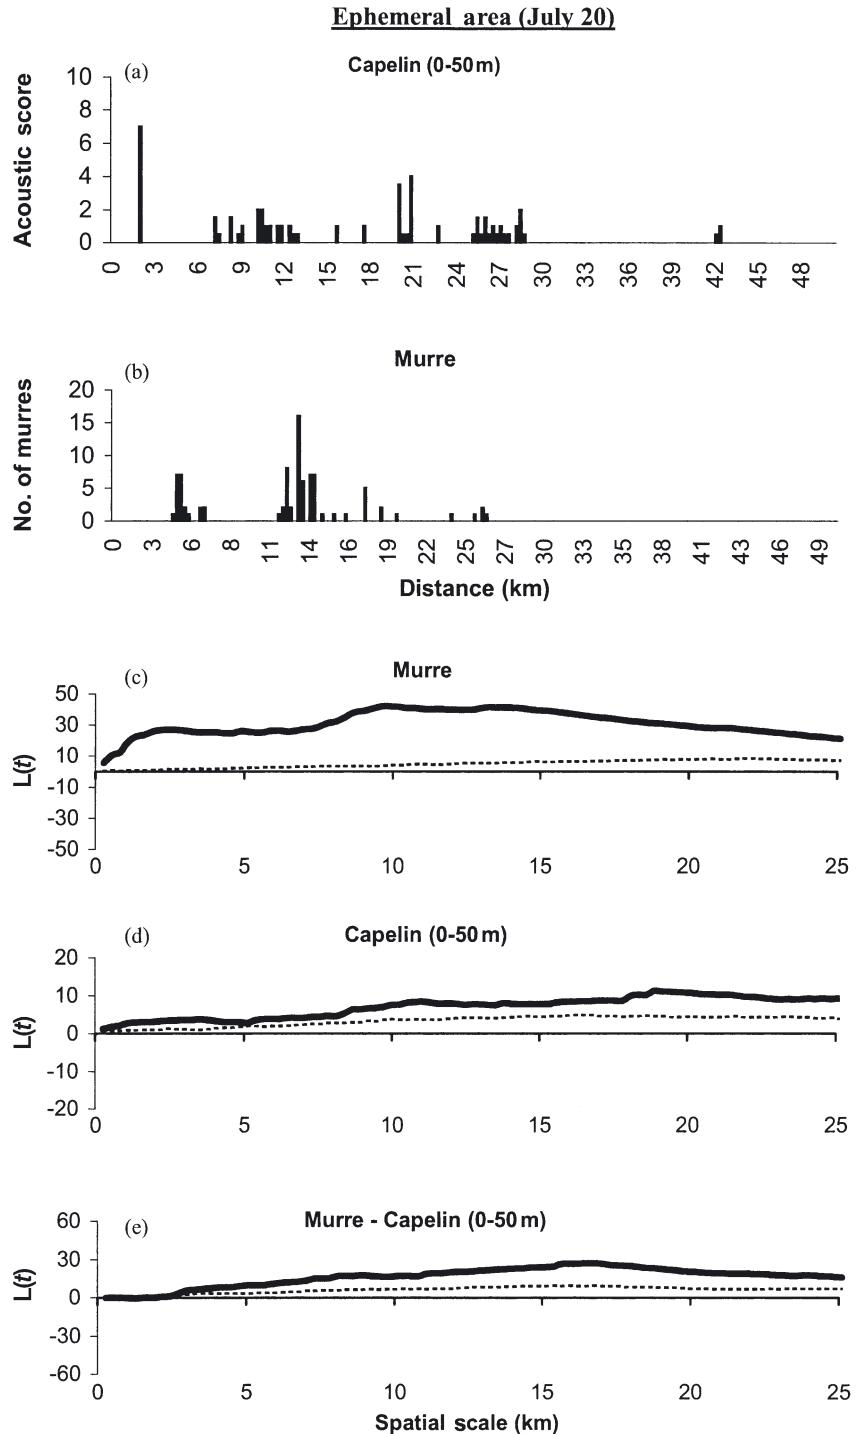 Ephemeral area (July 20)
(a)
Capelin (0-50m)
Acoustic score
10
8
6
4
2
0
0 3 6 9 12 15 18 21 24 27 30 33 36 39 42 45 48
(b)
Murre
No. of murres
20
15
10
5
0
0 3 6 8 11 14 16 19 22 24 27 30 33 35 38 41 43 46 49
Distance (km)
(c)
Murre
L(t)
50
30
10
-10
-30
-50
0 5 10 15 20 25
(d)
Capelin (0-50m)
L(t)
20
10
0
-10
-20
0 5 10 15 20 25
(e)
Murre - Capelin (0-50m)
L(t)
60
30
0
-30
-60
0 5 10 15 20 25
Spatial scale (km)